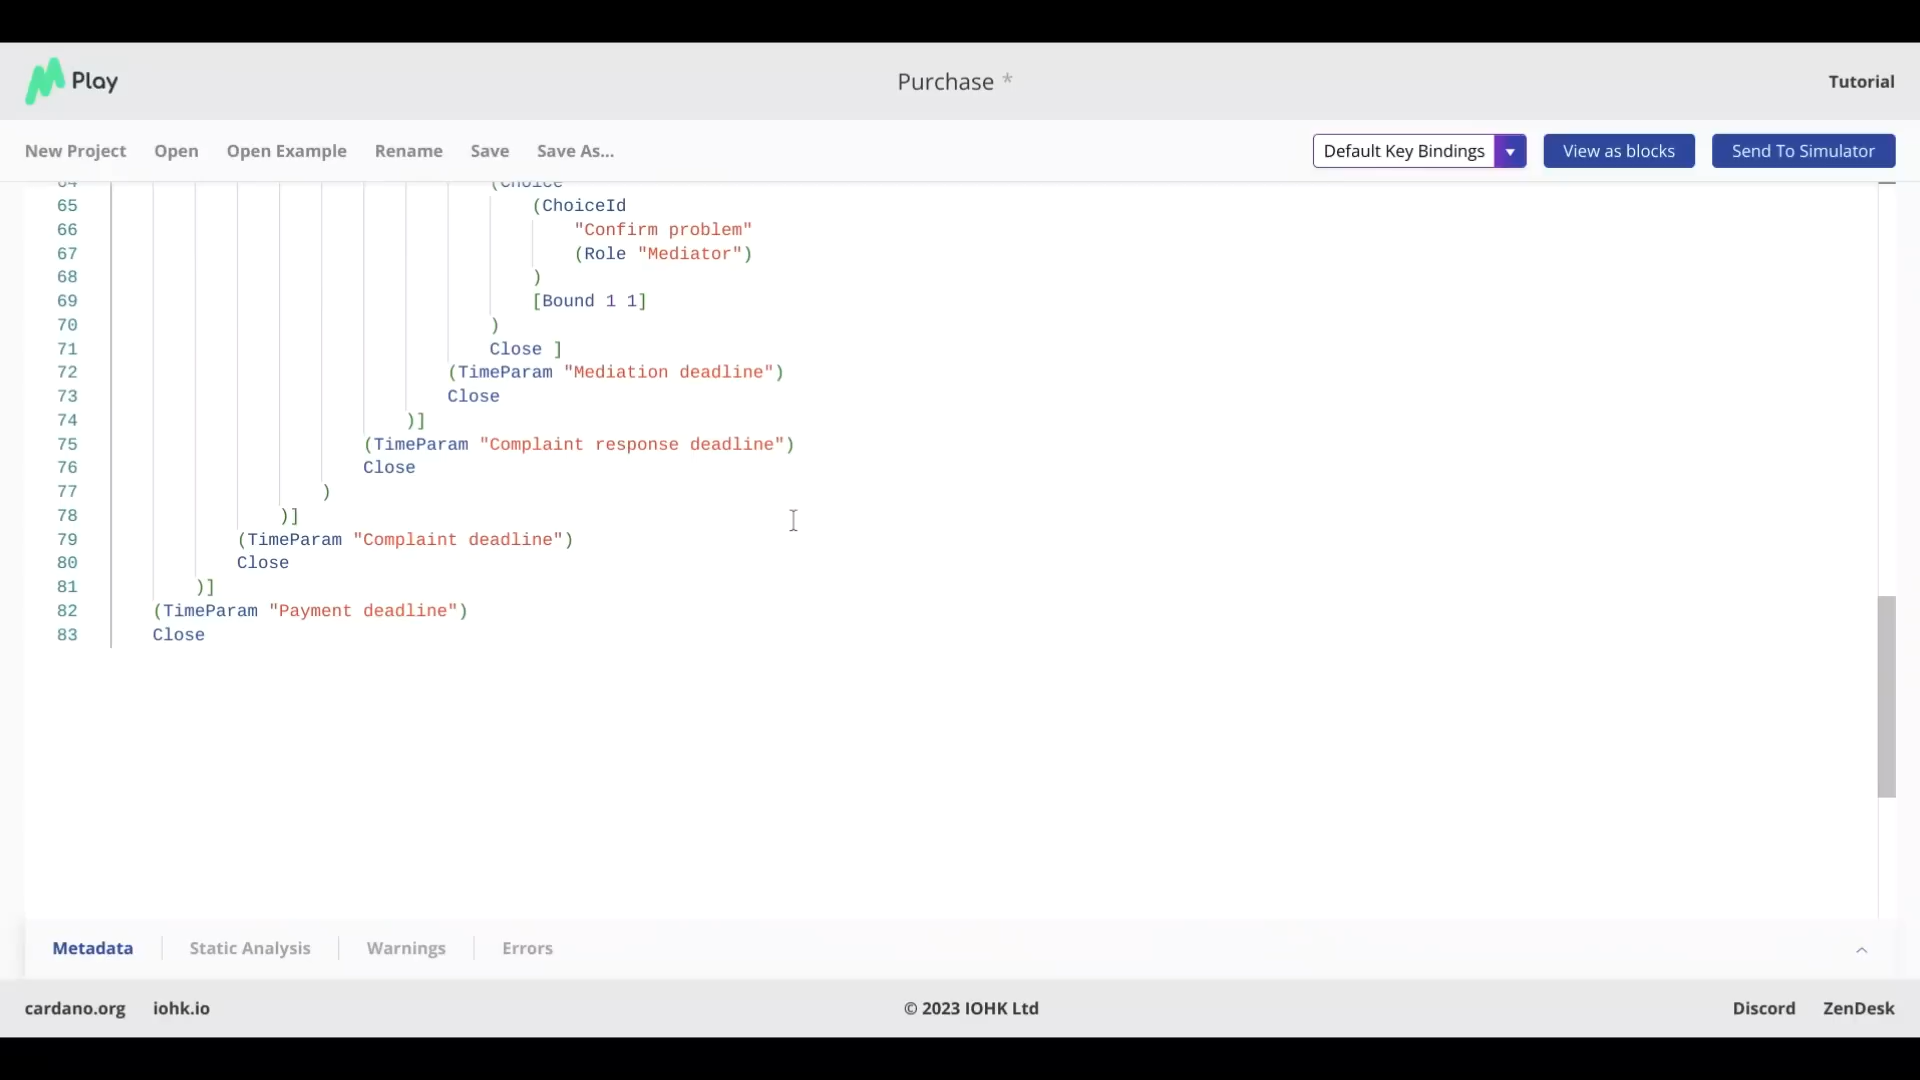 Play
Purchase *
Tutorial
New Project Open Open Example Rename Save Save As...
Default Key Bindings
View as blocks
Send To Simulator
64 (Choice
65 (ChoiceId
66 "Confirm problem"
67 (Role "Mediator")
68 )
69 [Bound 1 1]
70 )
71 Close ]
72 (TimeParam "Mediation deadline")
73 Close
74 )]
75 (TimeParam "Complaint response deadline")
76 Close
77 )
78 )]
79 (TimeParam "Complaint deadline")
80 Close
81 )]
82 (TimeParam "Payment deadline")
83 Close
Metadata Static Analysis Warnings Errors
cardano.org iohk.io © 2023 IOHK Ltd Discord ZenDesk